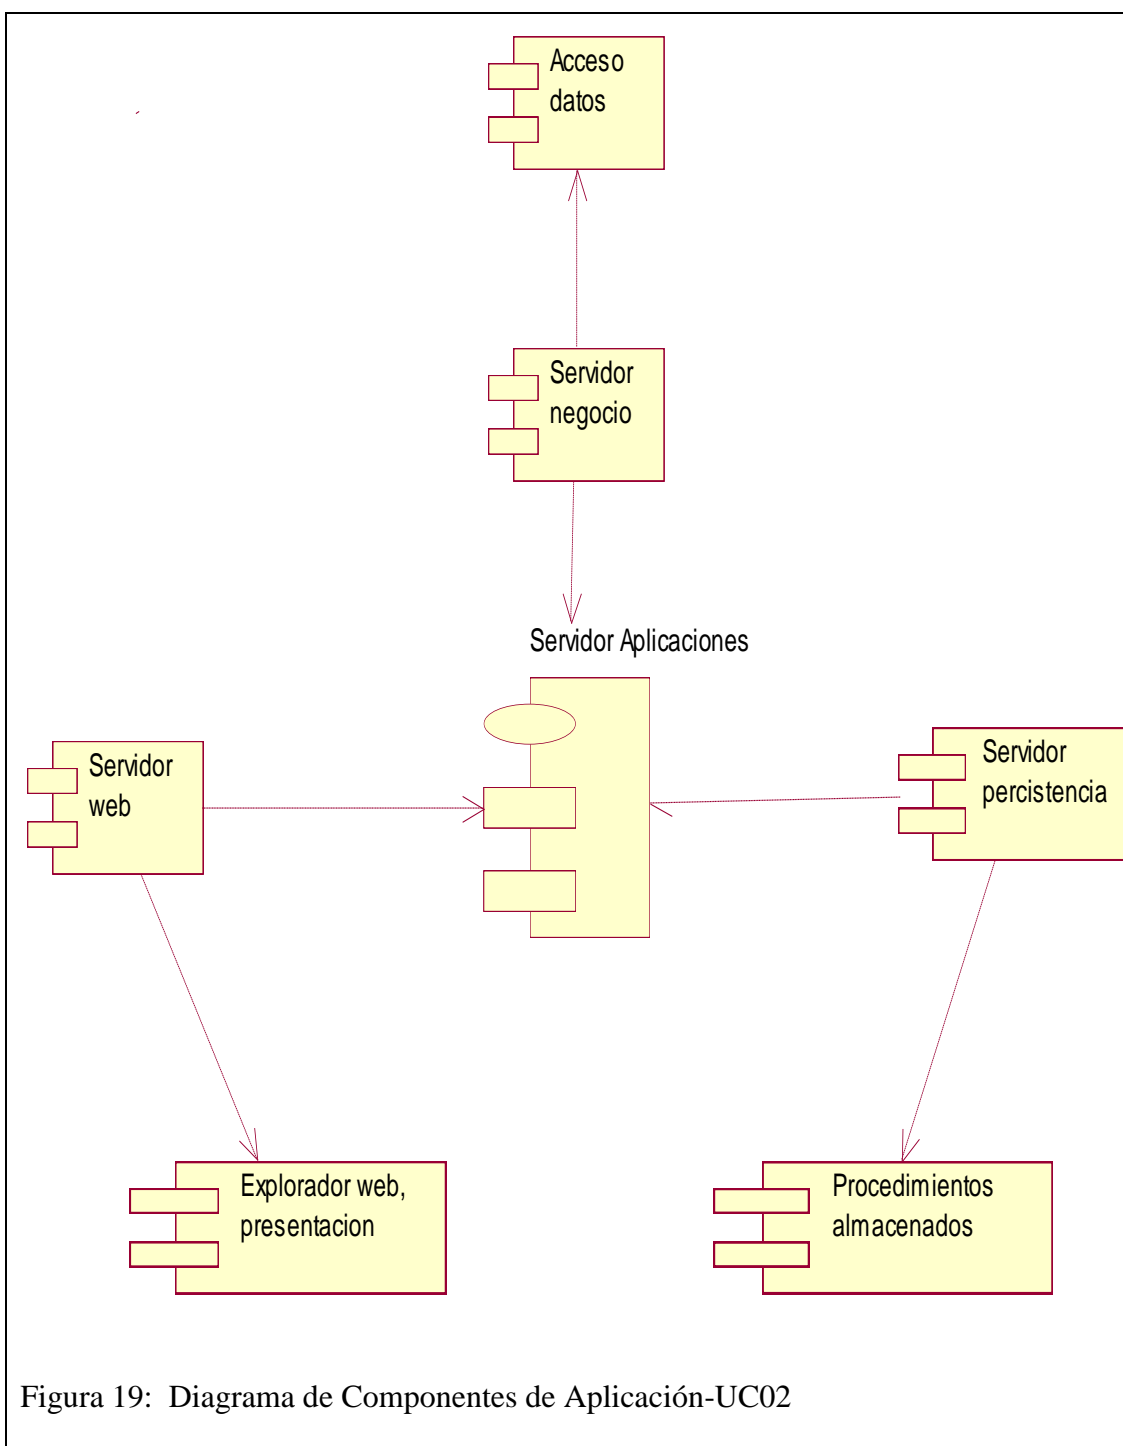 Acceso
datos
Servidor
negocio
Servidor Aplicaciones
Servidor
web
Servidor
percistencia
Explorador web,
presentacion
Procedimientos
almacenados
Figura 19:  Diagrama de Componentes de Aplicación-UC02